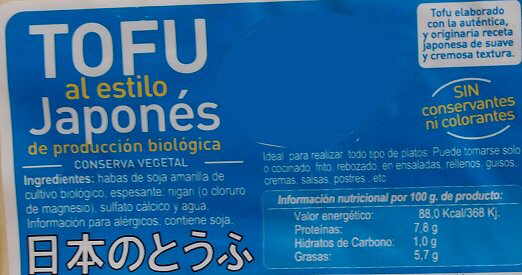 TOFU
al estilo
Japonés
de producción biológica
CONSERVA VEGETAL
Ingredientes: habas de soja amarilla de
cultivo biológico, espesante: nigari (o cloruro
de magnesio), sulfato cálcico y agua.
Información para alérgicos, contiene soja.
日本のとうふ
Tofu elaborado
con la auténtica,
y originaria receta
japonesa de suave
y cremosa textura.
SIN
conservantes
ni colorantes
Ideal para realizar todo tipo de platos. Puede tomarse solo
o cocinado, frito, rebozado, en ensaladas, rellenos, guisos,
cremas, salsas, postres.. etc
Información nutricional por 100 g. de producto:
Valor energético: 88,0 Kcal/368 Kj.
Proteínas: 7,8 g
Hidratos de Carbono: 1,0 g
Grasas: 5,7 g